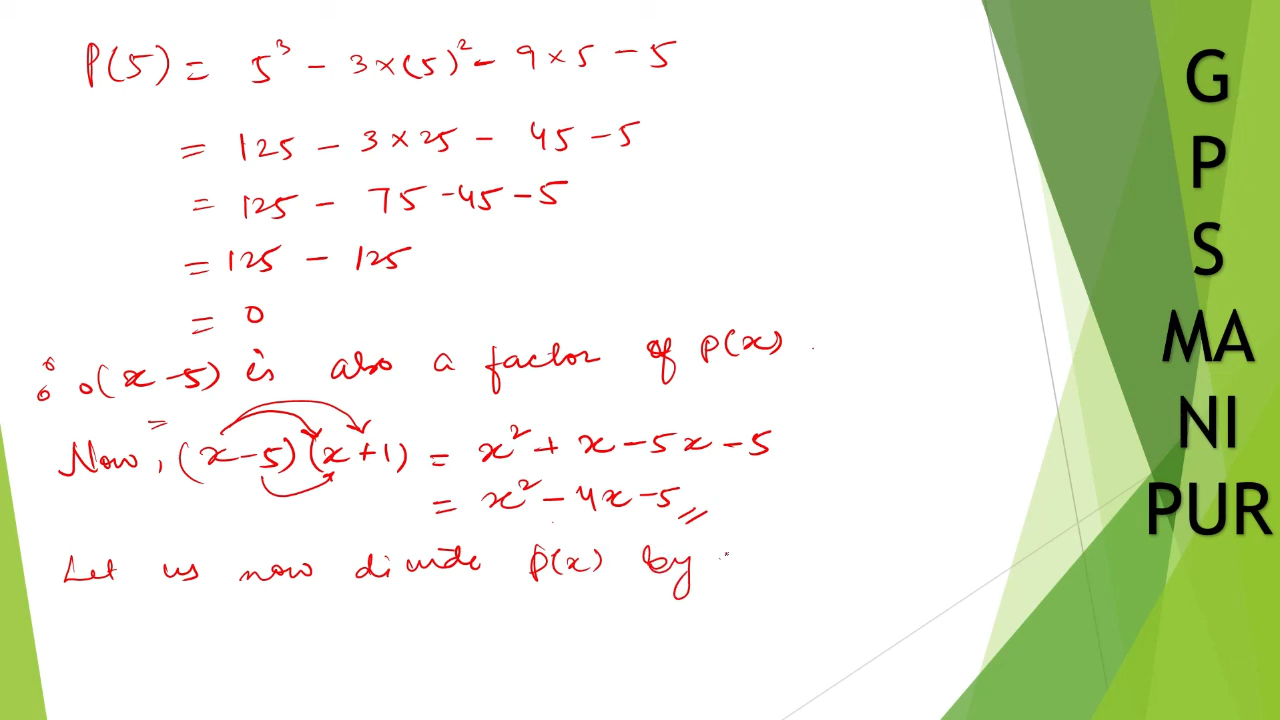 P(5) = 5³ - 3×(5)² - 9×5 - 5
= 125 - 3×25 - 45 - 5
= 125 - 75 - 45 - 5
= 125 - 125
= 0
∴ (x-5) is also a factor of p(x).
Now, (x-5)(x+1) = x² + x - 5x - 5
= x² - 4x - 5
Let us now divide p(x) by
G
P
S
MA
NI
PUR